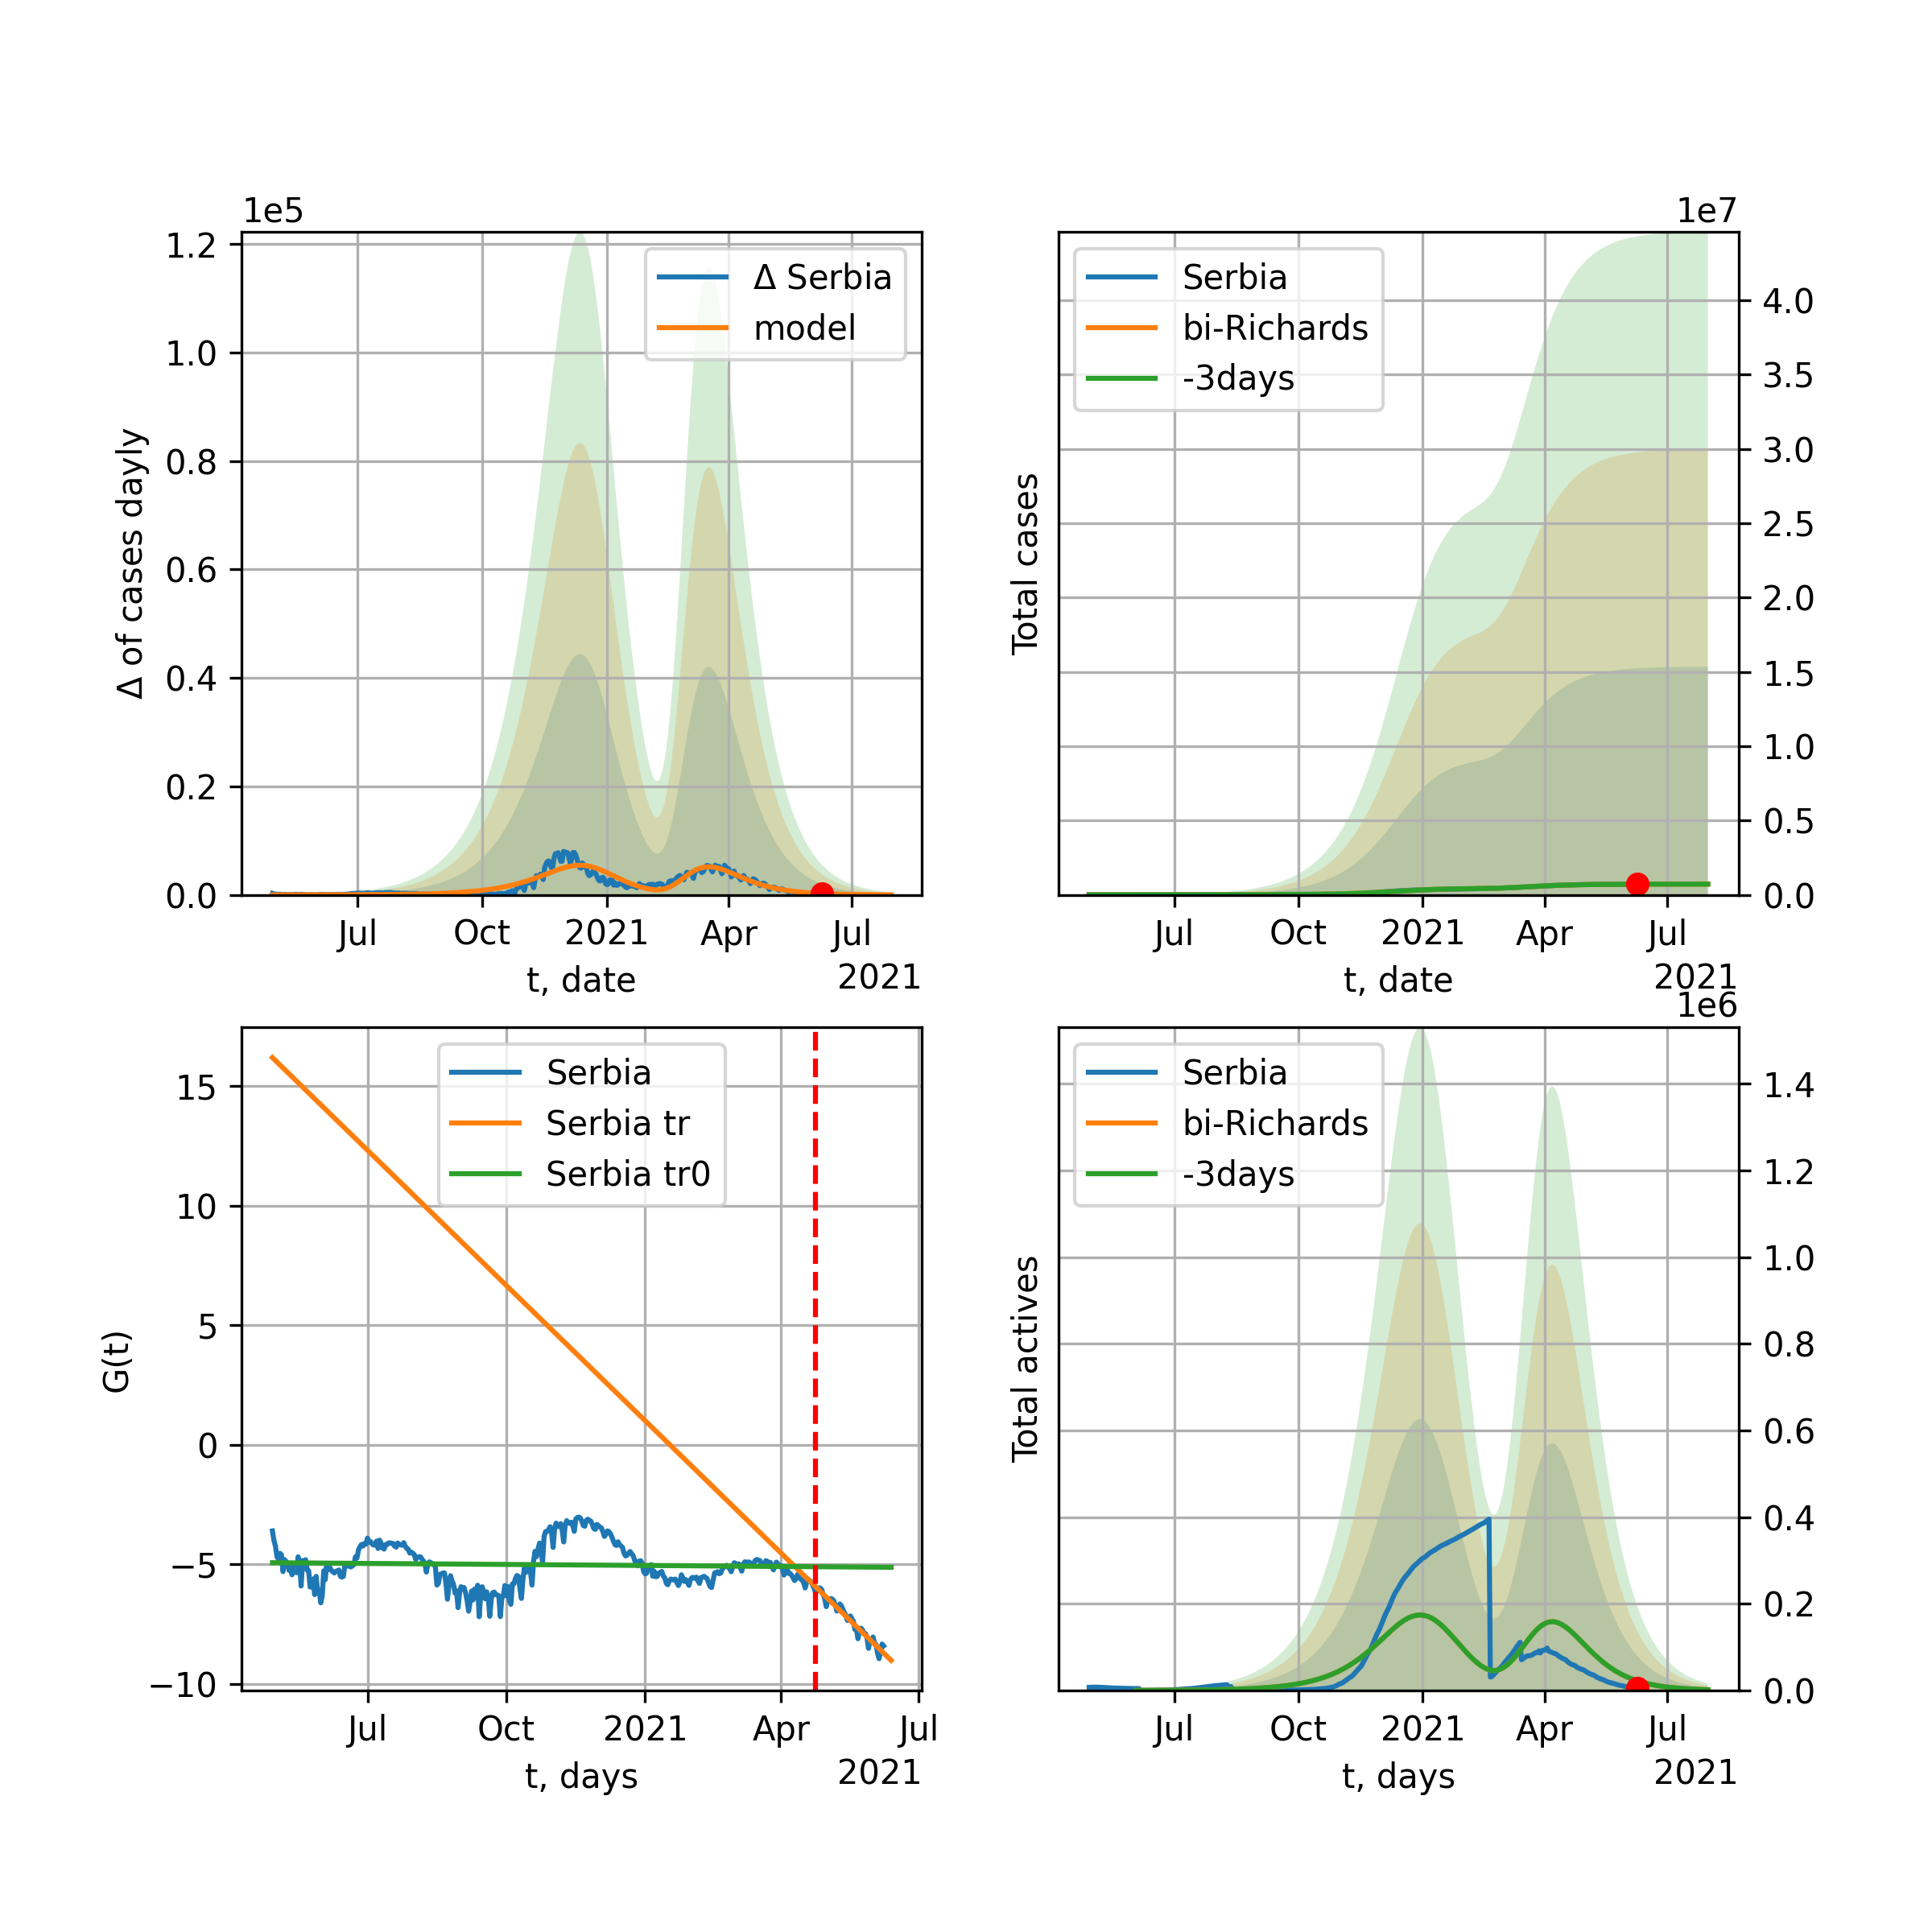 1e5
1.2
1.0
0.8
0.6
0.4
0.2
0.0
Δ of cases dayly
Δ Serbia
model
Jul
Oct
2021
Apr
Jul
t, date
2021
1e7
4.0
3.5
3.0
2.5
2.0
1.5
1.0
0.5
0.0
Total cases
Serbia
bi-Richards
-3days
Jul
Oct
2021
Apr
Jul
t, date
2021
15
10
5
0
−5
−10
G(t)
Serbia
Serbia tr
Serbia tr0
Jul
Oct
2021
Apr
Jul
t, days
2021
1e6
1.4
1.2
1.0
0.8
0.6
0.4
0.2
0.0
Total actives
Serbia
bi-Richards
-3days
Jul
Oct
2021
Apr
Jul
t, days
2021